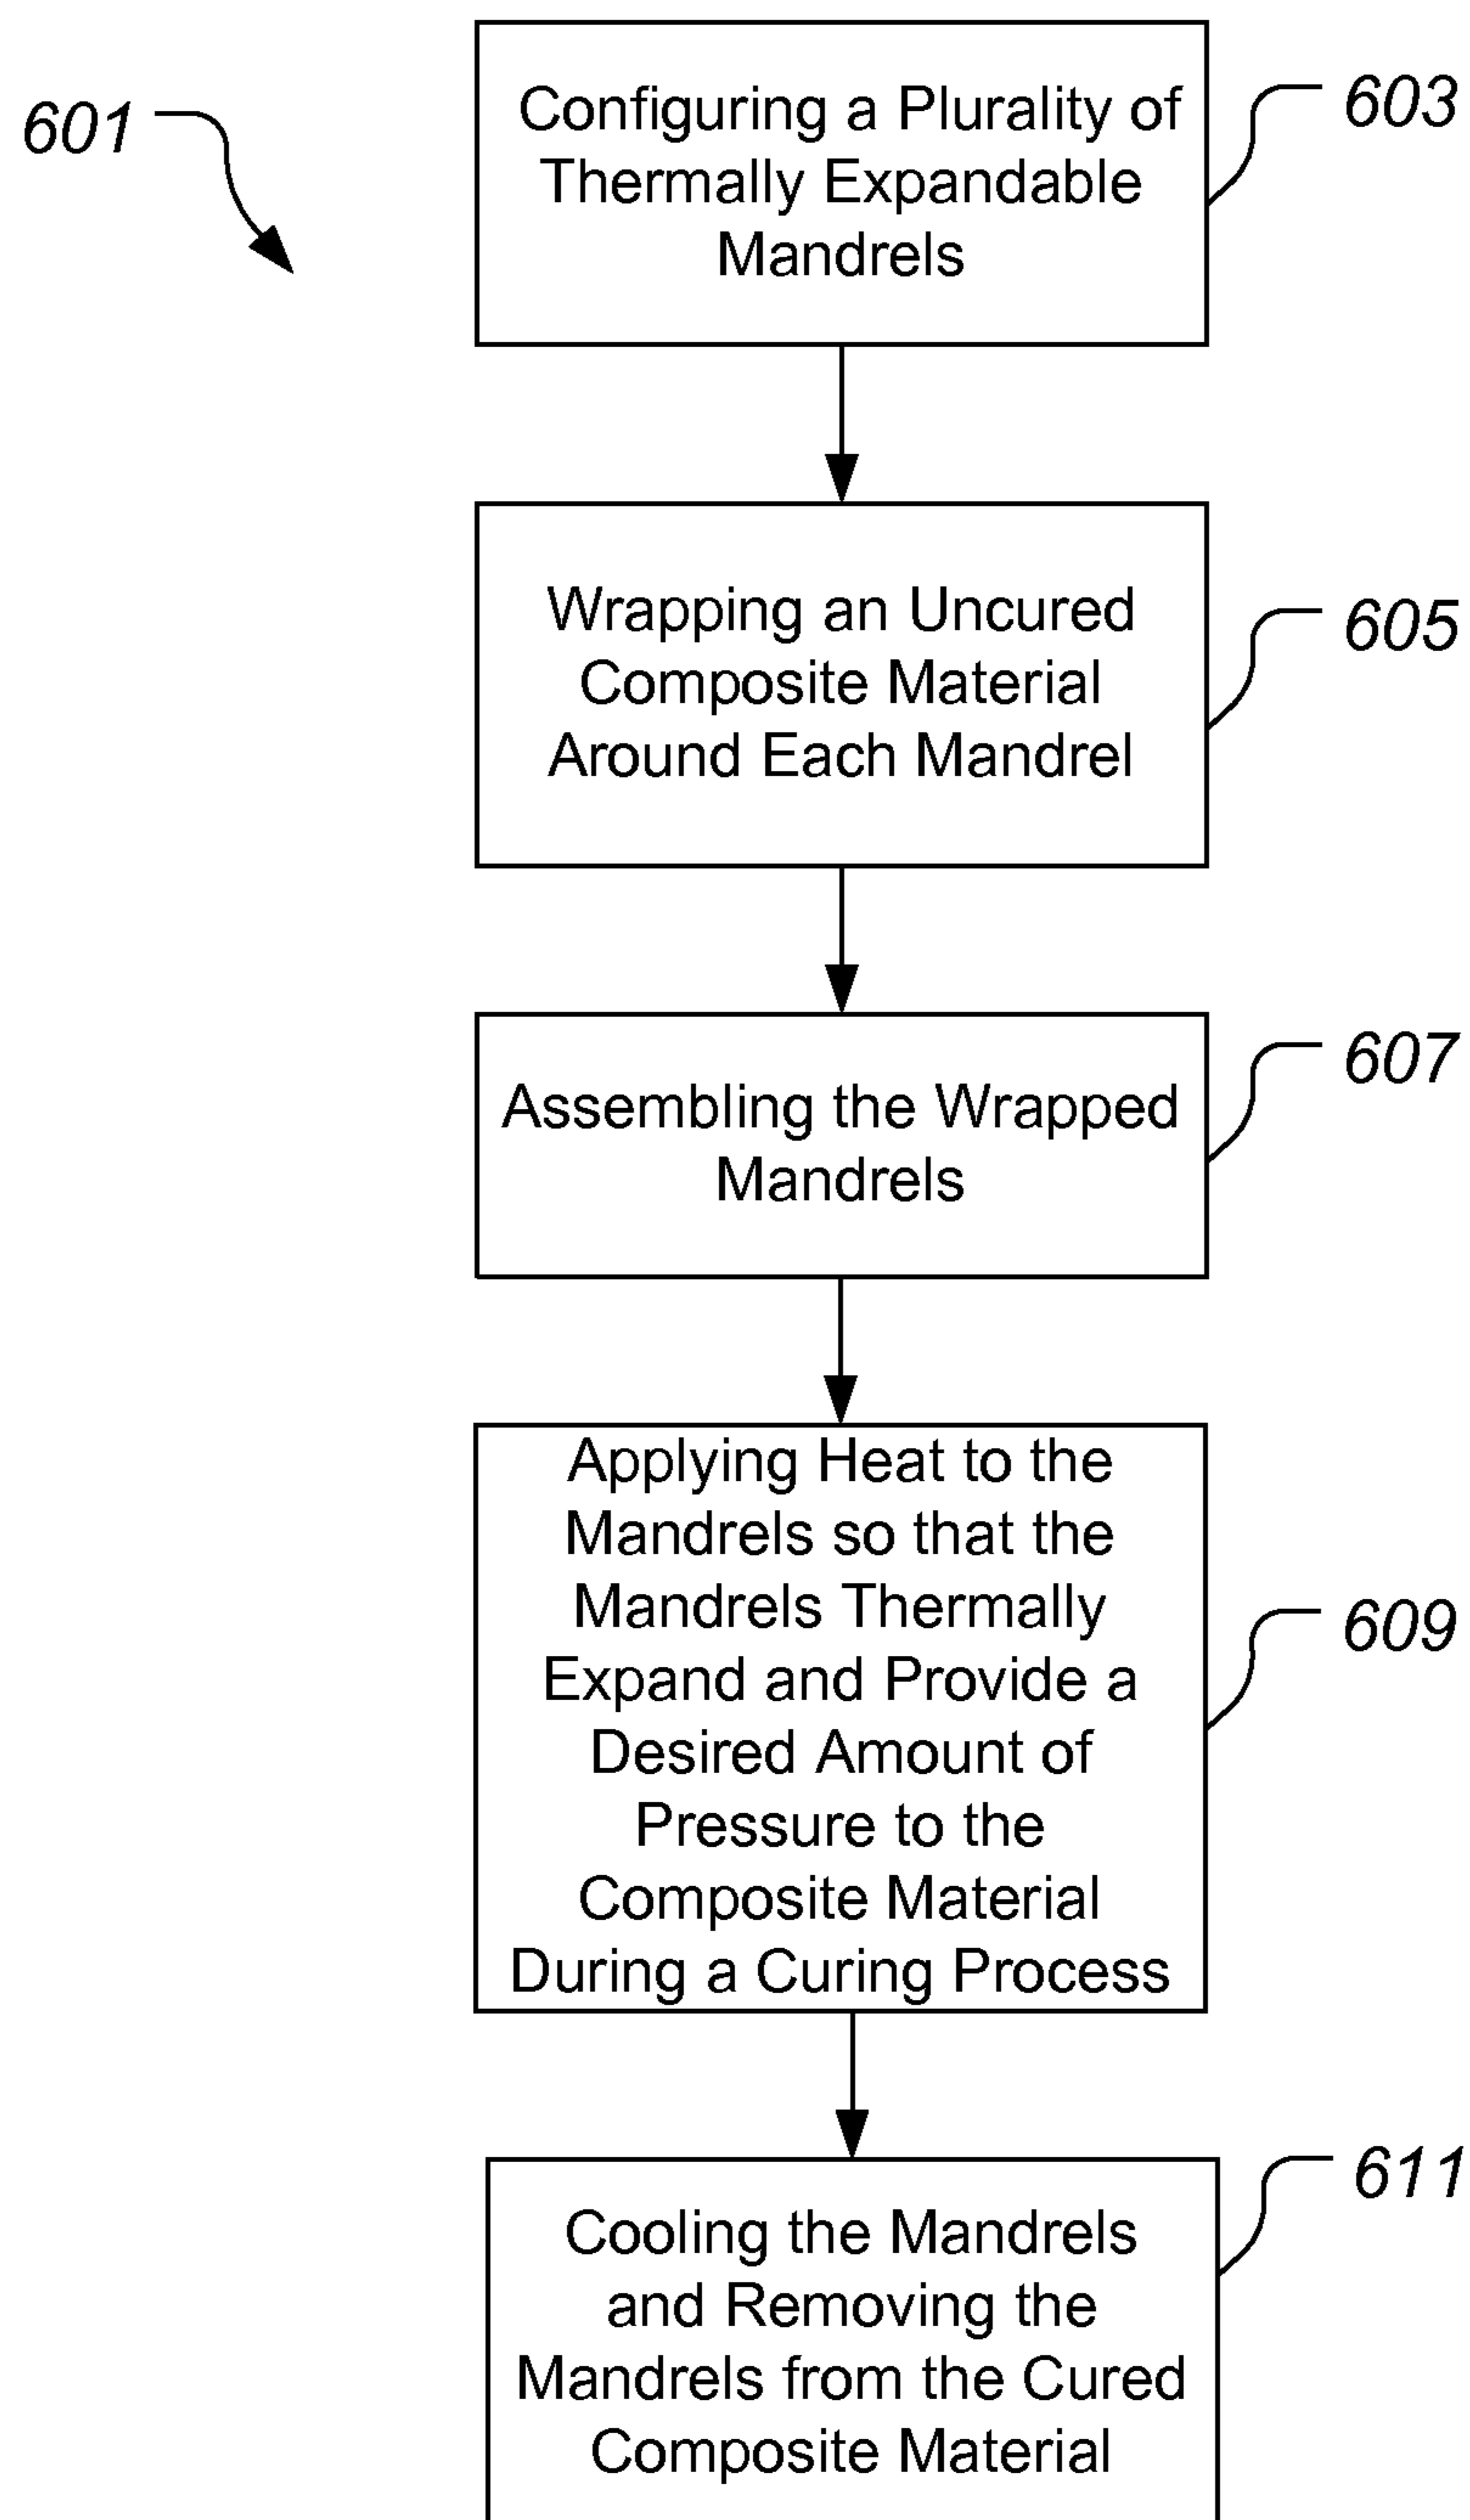 601
Configuring a Plurality of
Thermally Expandable
Mandrels
603
Wrapping an Uncured
Composite Material
Around Each Mandrel
605
Assembling the Wrapped
Mandrels
607
Applying Heat to the
Mandrels so that the
Mandrels Thermally
Expand and Provide a
Desired Amount of
Pressure to the
Composite Material
During a Curing Process
609
Cooling the Mandrels
and Removing the
Mandrels from the Cured
Composite Material
611